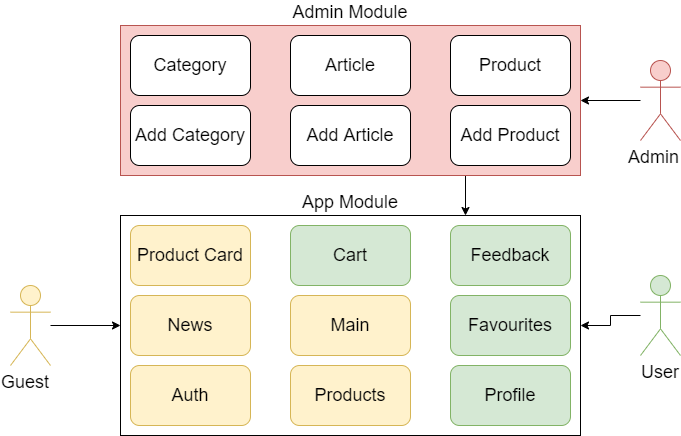 Admin Module
Category
Article
Product
Add Category
Add Article
Add Product
Admin
App Module
Product Card
Cart
Feedback
News
Main
Favourites
Guest
User
Auth
Products
Profile